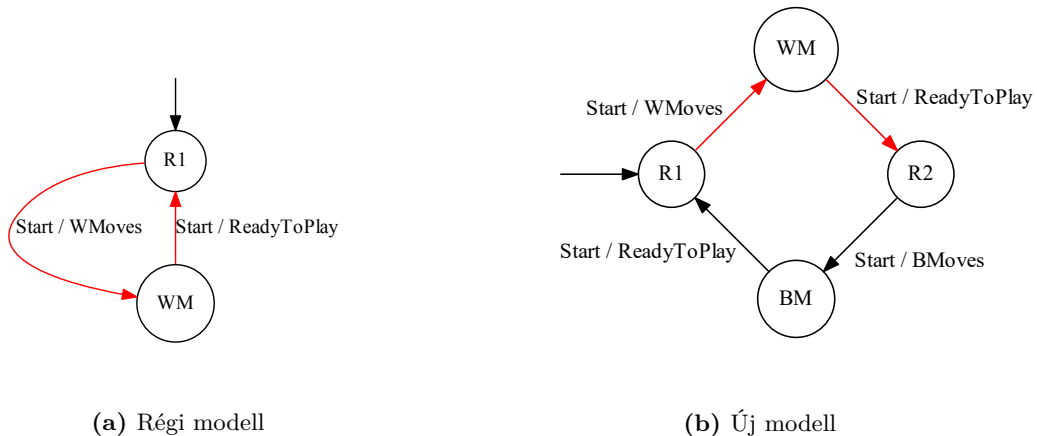 R1
Start / WMoves
Start / ReadyToPlay
WM
(a) Régi modell
WM
Start / WMoves
Start / ReadyToPlay
R1
R2
Start / ReadyToPlay
Start / BMoves
BM
(b) Új modell